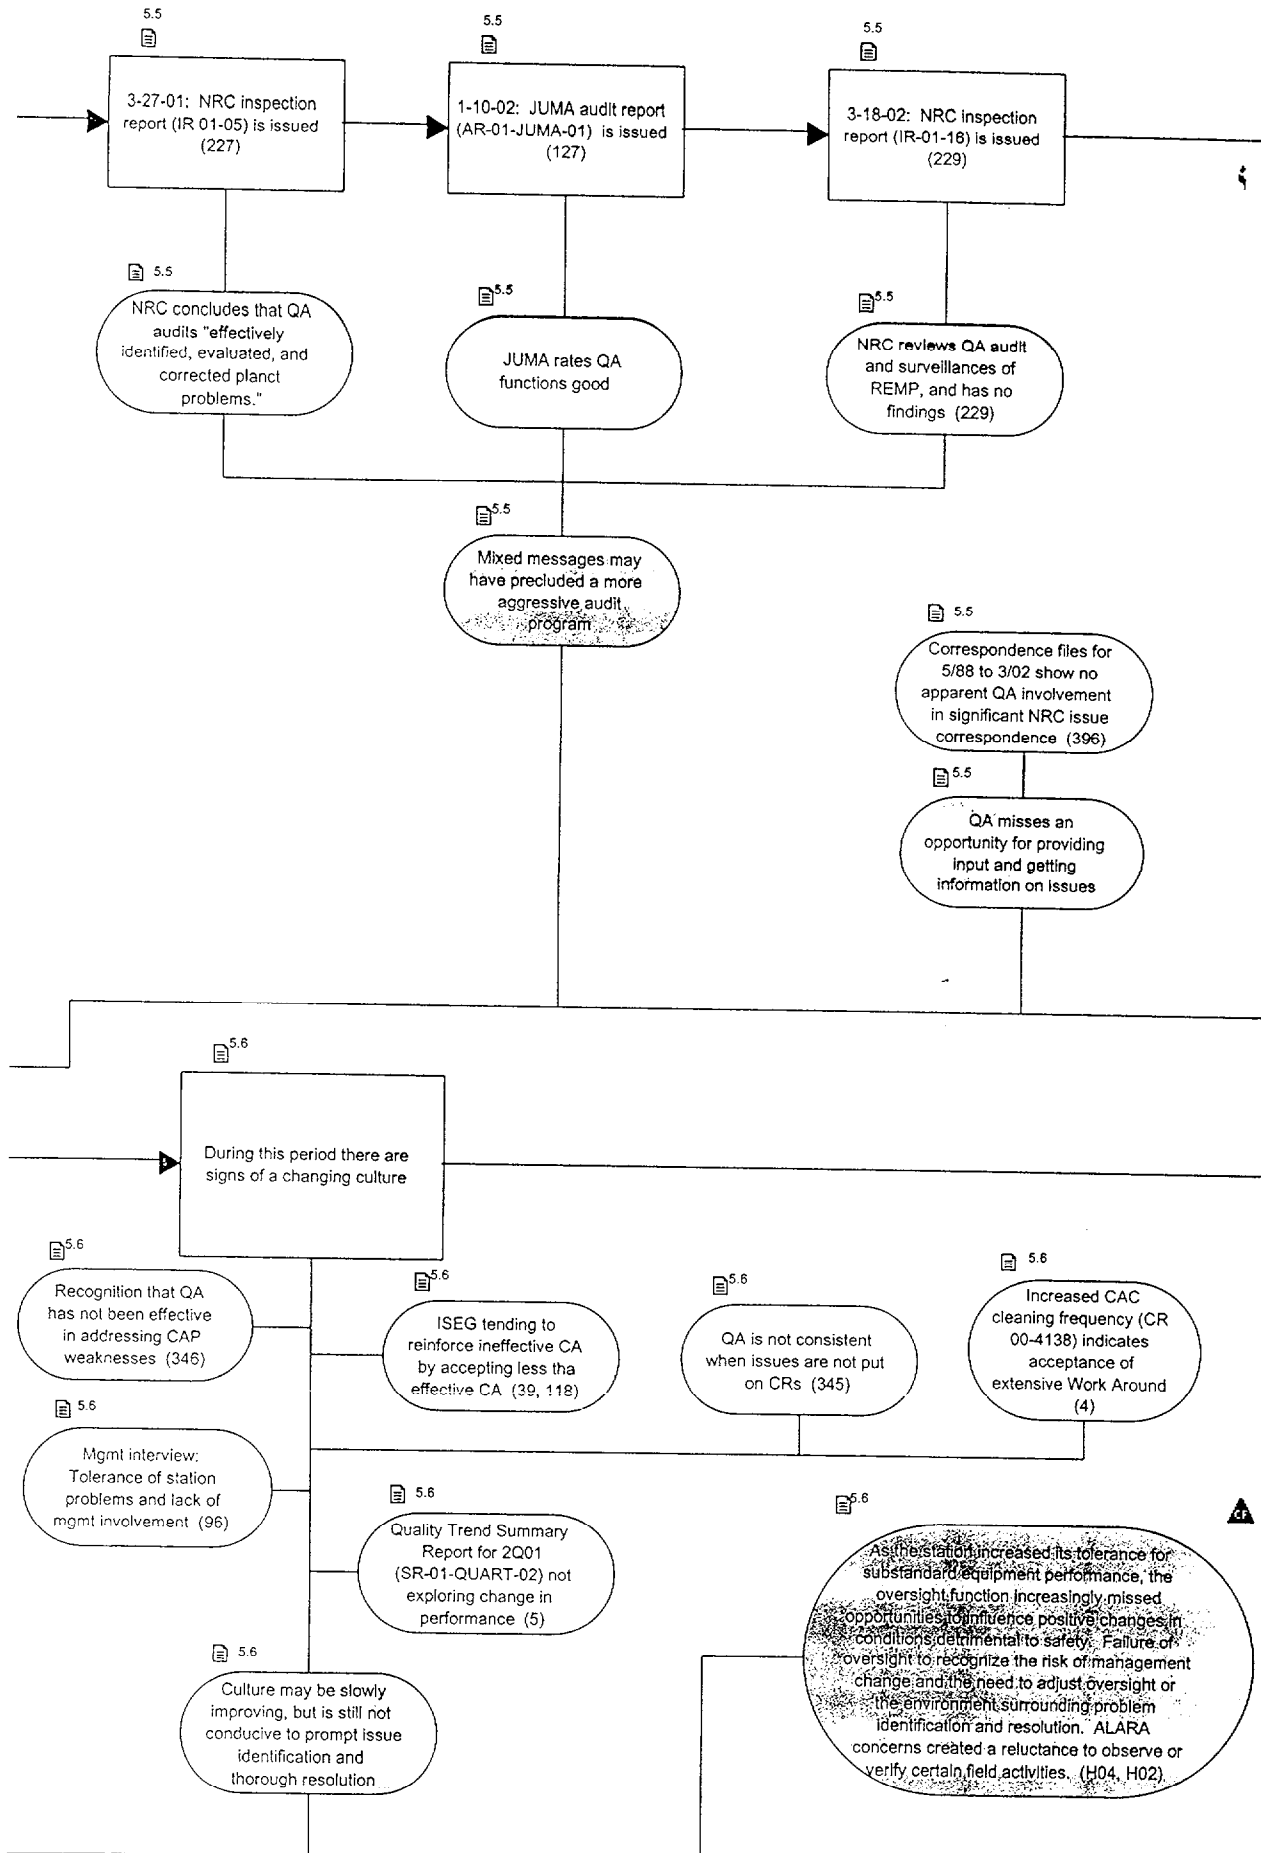 5.5
3-27-01: NRC inspection
report (IR 01-05) is issued
(227)
5.5
1-10-02: JUMA audit report
(AR-01-JUMA-01) is issued
(127)
5.5
3-18-02: NRC inspection
report (IR-01-16) is issued
(229)
5.5
NRC concludes that QA
audits "effectively
identified, evaluated, and
corrected planct
problems."
5.5
JUMA rates QA
functions good
5.5
NRC reviews QA audit
and surveillances of
REMP, and has no
findings (229)
5.5
Mixed messages may
have precluded a more
aggressive audit
program
5.5
Correspondence files for
5/88 to 3/02 show no
apparent QA involvement
in significant NRC issue
correspondence (396)
5.5
QA misses an
opportunity for providing
input and getting
information on issues
5.6
During this period there are
signs of a changing culture
5.6
Recognition that QA
has not been effective
in addressing CAP
weaknesses (346)
5.6
ISEG tending to
reinforce ineffective CA
by accepting less tha
effective CA (39, 118)
5.6
QA is not consistent
when issues are not put
on CRs (345)
5.6
Increased CAC
cleaning frequency (CR
00-4138) indicates
acceptance of
extensive Work Around
(4)
5.6
Mgmt interview:
Tolerance of station
problems and lack of
mgmt involvement (96)
5.6
Quality Trend Summary
Report for 2Q01
(SR-01-QUART-02) not
exploring change in
performance (5)
5.6
Culture may be slowly
improving, but is still not
conducive to prompt issue
identification and
thorough resolution
5.6
CF
As the station increased its tolerance for
substandard equipment performance, the
oversight function increasingly missed
opportunities to influence positive changes in
conditions detrimental to safety. Failure of
oversight to recognize the risk of management
change and the need to adjust oversight or
the environment surrounding problem
identification and resolution. ALARA
concerns created a reluctance to observe or
verify certain field activities. (H04, H02)